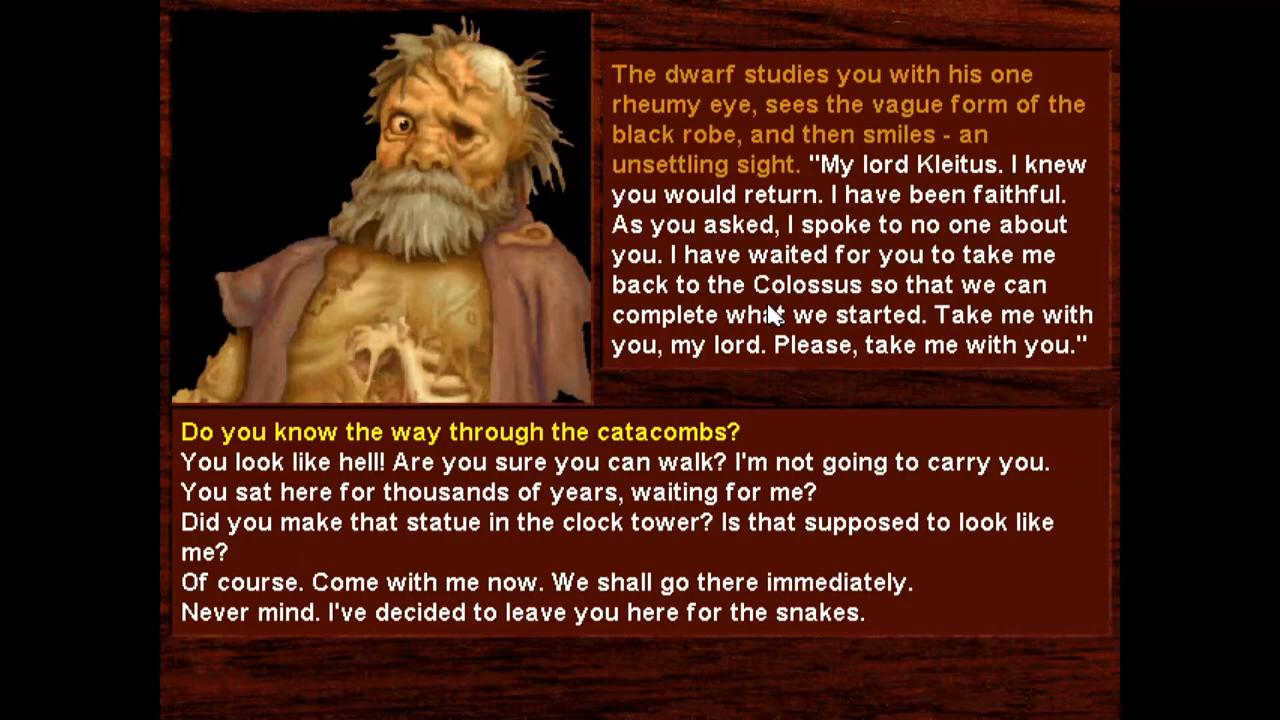 The dwarf studies you with his one
rheumy eye, sees the vague form of the
black robe, and then smiles - an
unsettling sight. "My lord Kleitus. I knew
you would return. I have been faithful.
As you asked, I spoke to no one about
you. I have waited for you to take me
back to the Colossus so that we can
complete what we started. Take me with
you, my lord. Please, take me with you."
Do you know the way through the catacombs?
You look like hell! Are you sure you can walk? I'm not going to carry you.
You sat here for thousands of years, waiting for me?
Did you make that statue in the clock tower? Is that supposed to look like
me?
Of course. Come with me now. We shall go there immediately.
Never mind. I've decided to leave you here for the snakes.